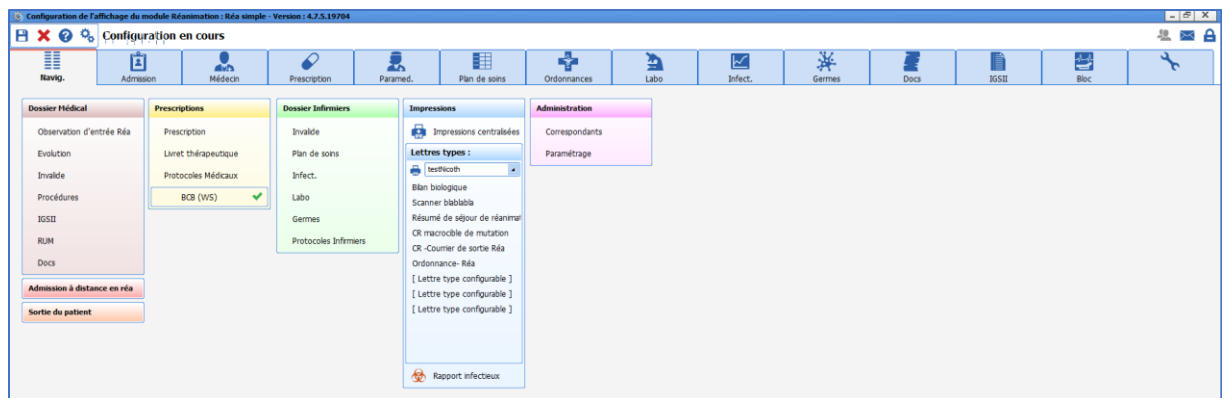 Configuration de l'affichage du module Réanimation : Réa simple - Version : 4.7.5.19704
Configuration en cours
Navig.
Admission
Médecin
Prescription
Paramed.
Plan de soins
Ordonnances
Labo
Infect.
Germes
Docs
IGSII
Bloc
Dossier Médical
Observation d'entrée Réa
Evolution
Invalide
Procédures
IGSII
RUM
Docs
Admission à distance en réa
Sortie du patient
Prescriptions
Prescription
Livret thérapeutique
Protocoles Médicaux
BCB (WS)
Dossier Infirmiers
Invalide
Plan de soins
Infect.
Labo
Germes
Protocoles Infirmiers
Impressions
Impressions centralisées
Lettres types :
testNicoth
Bilan biologique
Scanner blablabla
Résumé de séjour de réanimat
CR macrocible de mutation
CR -Courrier de sortie Réa
Ordonnance- Réa
[ Lettre type configurable ]
[ Lettre type configurable ]
[ Lettre type configurable ]
Rapport infectieux
Administration
Correspondants
Paramétrage